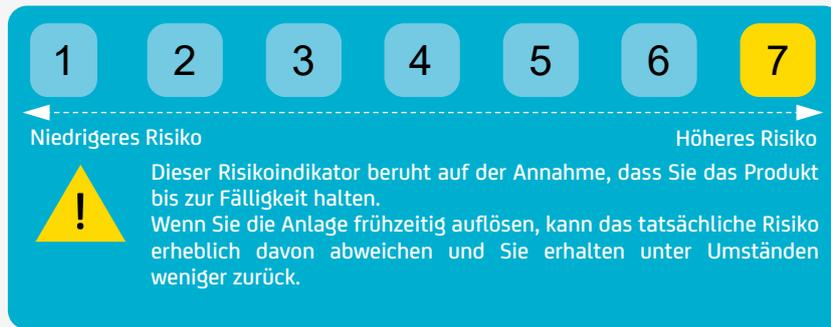 1 2 3 4 5 6 7
Niedrigeres Risiko Höheres Risiko
! Dieser Risikoindikator beruht auf der Annahme, dass Sie das Produkt
bis zur Fälligkeit halten.
Wenn Sie die Anlage frühzeitig auflösen, kann das tatsächliche Risiko
erheblich davon abweichen und Sie erhalten unter Umständen
weniger zurück.